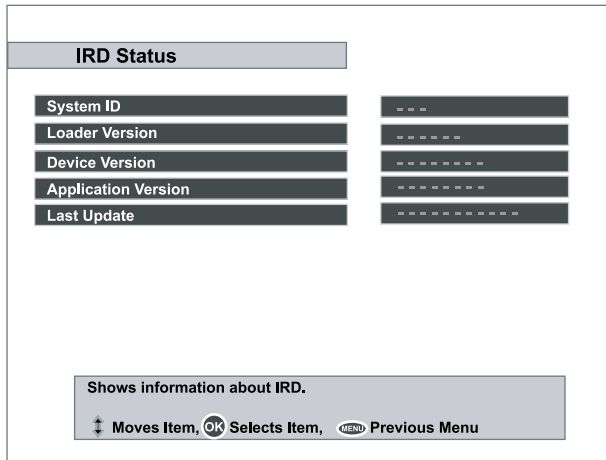 IRD Status
System ID - - -
Loader Version - - - - - -
Device Version - - - - - - - -
Application Version - - - - - - - -
Last Update - - - - - - - - - - -
Shows information about IRD.
Moves Item, OK Selects Item, MENU Previous Menu